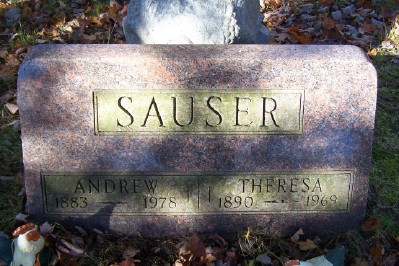 SAUSER
ANDREW THERESA
1883 — 1978 1890 — 1969